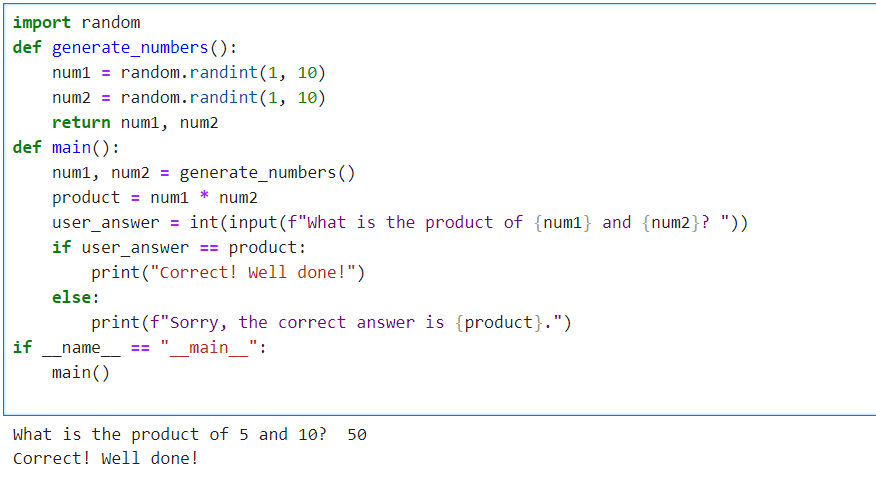 import random
def generate_numbers():
    num1 = random.randint(1, 10)
    num2 = random.randint(1, 10)
    return num1, num2
def main():
    num1, num2 = generate_numbers()
    product = num1 * num2
    user_answer = int(input(f"What is the product of {num1} and {num2}? "))
    if user_answer == product:
        print("Correct! Well done!")
    else:
        print(f"Sorry, the correct answer is {product}.")
if __name__ == "__main__":
    main()
What is the product of 5 and 10?  50
Correct! Well done!